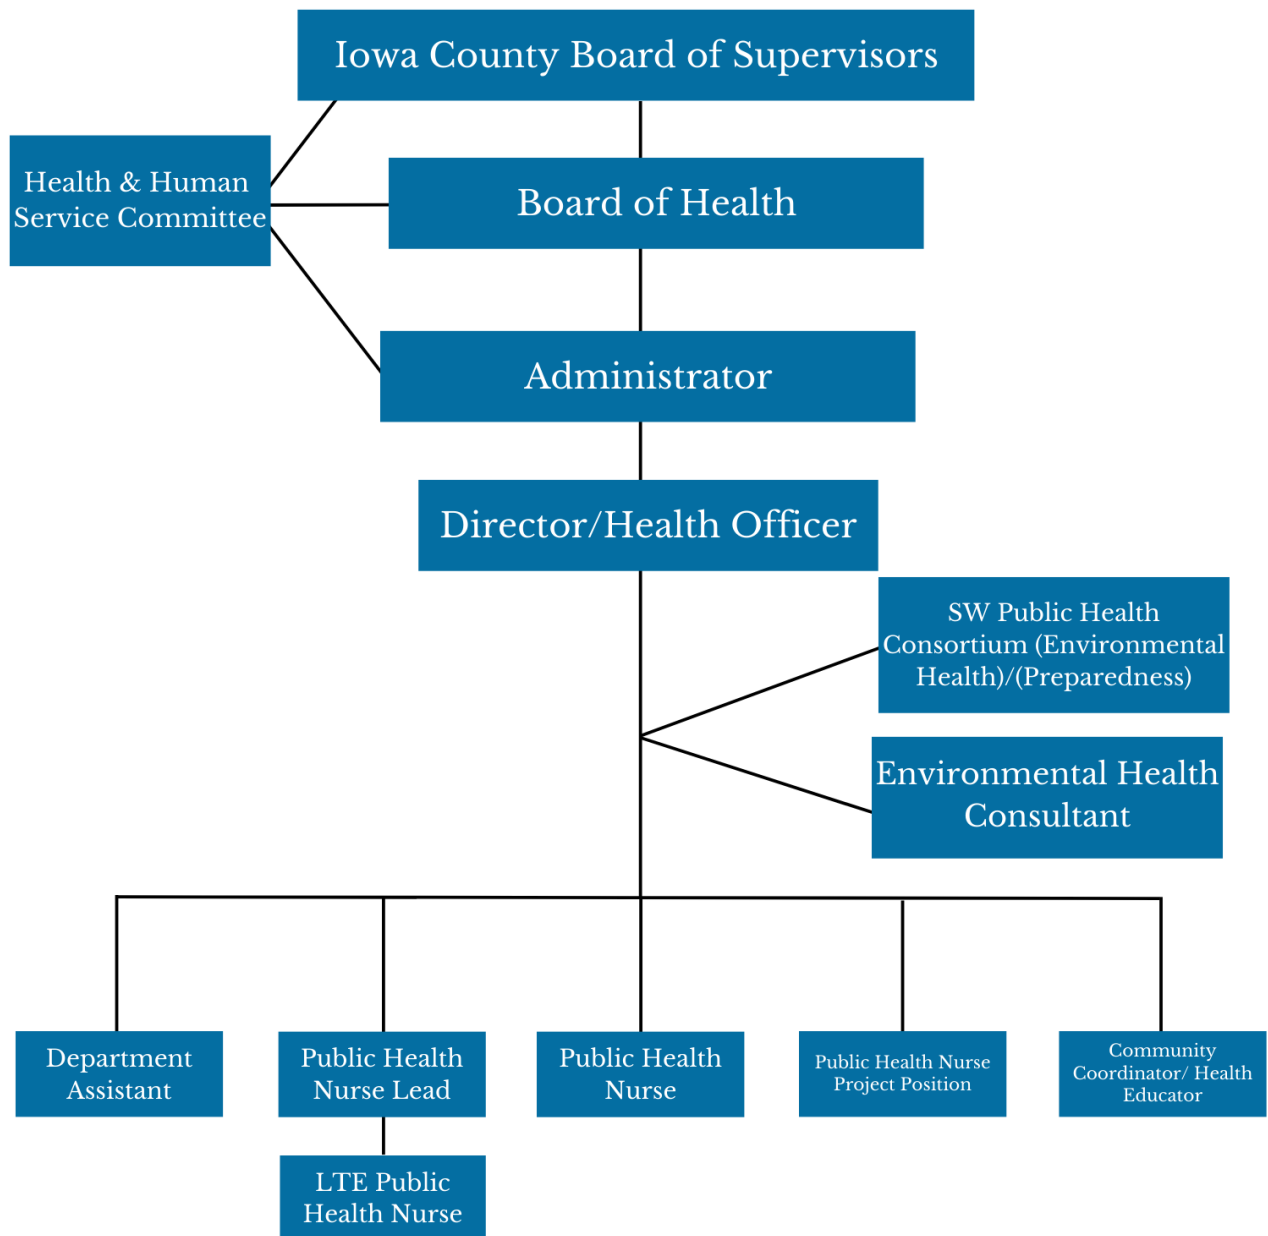 Iowa County Board of Supervisors
Health & Human
Service Committee
Board of Health
Administrator
Director/Health Officer
SW Public Health
Consortium (Environmental
Health)/(Preparedness)
Environmental Health
Consultant
Department
Assistant
Public Health
Nurse Lead
Public Health
Nurse
Public Health Nurse
Project Position
Community
Coordinator/ Health
Educator
LTE Public
Health Nurse